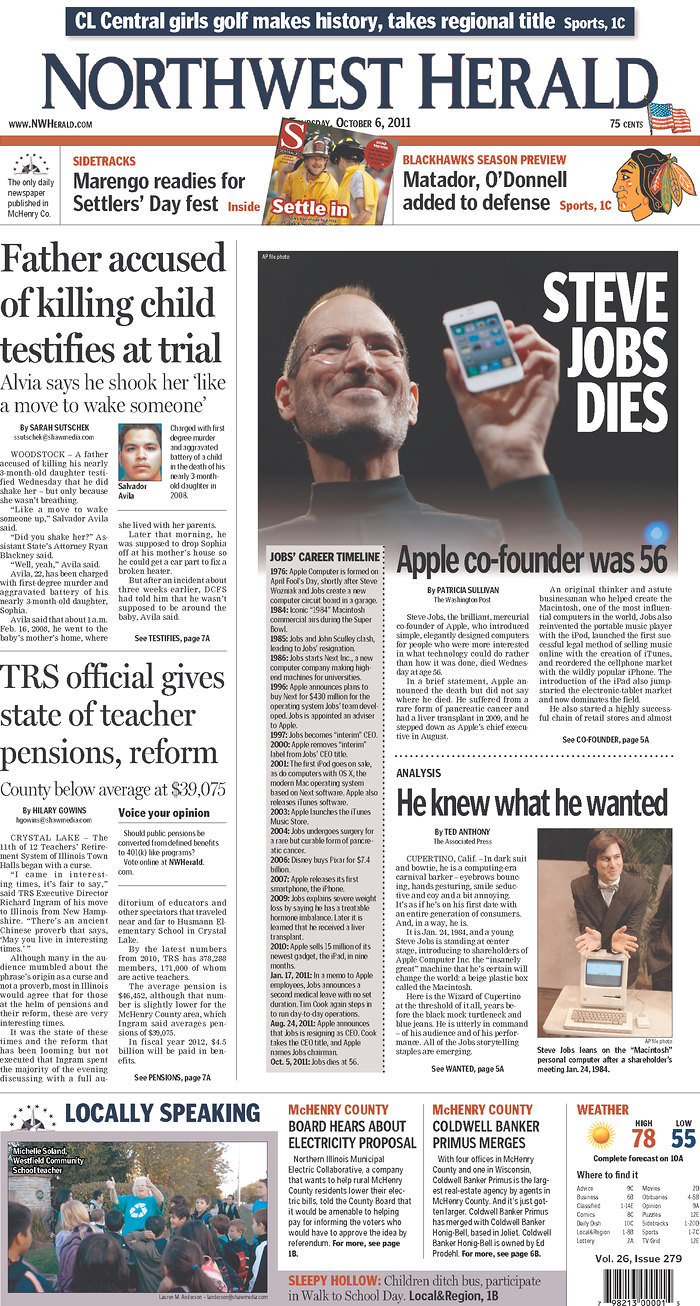 CL Central girls golf makes history, takes regional title Sports, 1C
NORTHWEST HERALD
www.NWHerald.com
October 6, 2011
75 cents
The only daily
newspaper
published in
McHenry Co.
SIDETRACKS
Marengo readies for
Settlers’ Day fest Inside
S
Settle in
BLACKHAWKS SEASON PREVIEW
Matador, O’Donnell
added to defense Sports, 1C
Father accused
of killing child
testifies at trial
Alvia says he shook her ‘like
a move to wake someone’
By SARAH SUTSCHEK
ssutschek@shawmedia.com
WOODSTOCK – A father
accused of killing his nearly
3-month-old daughter testi-
fied Wednesday that he did
shake her – but only because
she wasn’t breathing.
“Like a move to wake
someone up,” Salvador Avila
said.
“Did you shake her?” As-
sistant State’s Attorney Ryan
Blackney said.
“Well, yeah,” Avila said.
Avila, 22, has been charged
with first-degree murder and
aggravated battery of his
nearly 3-month-old daughter,
Sophia.
Avila said that about 1 a.m.
Feb. 16, 2008, he went to the
baby’s mother’s home, where
Salvador
Avila
Charged with first
degree murder
and aggravated
battery of a child
in the death of his
nearly 3-month-
old daughter in
2008.
she lived with her parents.
Later that morning, he
was supposed to drop Sophia
off at his mother’s house so
he could get a car part to fix a
broken heater.
But after an incident about
three weeks earlier, DCFS
had told him that he wasn’t
supposed to be around the
baby, Avila said.
See TESTIFIES, page 7A
TRS official gives
state of teacher
pensions, reform
County below average at $39,075
By HILARY GOWINS
hgowins@shawmedia.com
CRYSTAL LAKE – The
11th of 12 Teachers’ Retire-
ment System of Illinois Town
Halls began with a curse.
“I came in interest-
ing times, it’s fair to say,”
said TRS Executive Director
Richard Ingram of his move
to Illinois from New Hamp-
shire. “There’s an ancient
Chinese proverb that says,
‘May you live in interesting
times.’ ”
Although many in the au-
dience mumbled about the
phrase’s origin as a curse and
not a proverb, most in Illinois
would agree that for those
at the helm of pensions and
their reform, these are very
interesting times.
It was the state of these
times and the reform that
has been looming but not
executed that Ingram spent
the majority of the evening
discussing with a full au-
Voice your opinion
Should public pensions be
converted from defined benefits
to 401(k) like programs?
Vote online at NWHerald.
com.
ditorium of educators and
other spectators that traveled
near and far to Husmann El-
ementary School in Crystal
Lake.
By the latest numbers
from 2010, TRS has 378,288
members, 171,000 of whom
are active teachers.
The average pension is
$46,452, although that num-
ber is slightly lower for the
McHenry County area, which
Ingram said averages pen-
sions of $39,075.
In fiscal year 2012, $4.5
billion will be paid in ben-
efits.
See PENSIONS, page 7A
AP file photo
STEVE
JOBS
DIES
JOBS’ CAREER TIMELINE
1976: Apple Computer is formed on
April Fool’s Day, shortly after Steve
Wozniak and Jobs create a new
computer circuit board in a garage.
1984: Iconic “1984” Macintosh
commercial airs during the Super
Bowl.
1985: Jobs and John Sculley clash,
leading to Jobs’ resignation.
1986: Jobs starts Next Inc., a new
computer company making high-
end machines for universities.
1996: Apple announces plans to
buy Next for $430 million for the
operating system Jobs’ team devel-
oped. Jobs is appointed an adviser
to Apple.
1997: Jobs becomes “interim” CEO.
2000: Apple removes “interim”
label from Jobs’ CEO title.
2001: The first iPod goes on sale,
as do computers with OS X, the
modern Mac operating system
based on Next software. Apple also
releases iTunes software.
2003: Apple launches the iTunes
Music Store.
2004: Jobs undergoes surgery for
a rare but curable form of pancre-
atic cancer.
2006: Disney buys Pixar for $7.4
billion.
2007: Apple releases its first
smartphone, the iPhone.
2009: Jobs explains severe weight
loss by saying he has a treatable
hormone imbalance. Later it is
learned that he received a liver
transplant.
2010: Apple sells 15 million of its
newest gadget, the iPad, in nine
months.
Jan. 17, 2011: In a memo to Apple
employees, Jobs announces a
second medical leave with no set
duration. Tim Cook again steps in
to run day-to-day operations.
Aug. 24, 2011: Apple announces
that Jobs is resigning as CEO. Cook
takes the CEO title, and Apple
names Jobs chairman.
Oct. 5, 2011: Jobs dies at 56.
Apple co-founder was 56
By PATRICIA SULLIVAN
The Washington Post
Steve Jobs, the brilliant, mercurial
co-founder of Apple, who introduced
simple, elegantly designed computers
for people who were more interested
in what technology could do rather
than how it was done, died Wednes-
day at age 56.
In a brief statement, Apple an-
nounced the death but did not say
where he died. He suffered from a
rare form of pancreatic cancer and
had a liver transplant in 2009, and he
stepped down as Apple’s chief execu-
tive in August.
An original thinker and astute
businessman who helped create the
Macintosh, one of the most influen-
tial computers in the world, Jobs also
reinvented the portable music player
with the iPod, launched the first suc-
cessful legal method of selling music
online with the creation of iTunes,
and reordered the cellphone market
with the wildly popular iPhone. The
introduction of the iPad also jump-
started the electronic-tablet market
and now dominates the field.
He also started a highly success-
ful chain of retail stores and almost
See CO-FOUNDER, page 5A
ANALYSIS
He knew what he wanted
By TED ANTHONY
The Associated Press
CUPERTINO, Calif. – In dark suit
and bowtie, he is a computing-era
carnival barker – eyebrows bounc-
ing, hands gesturing, smile seduc-
tive and coy and a bit annoying.
It’s as if he’s on his first date with
an entire generation of consumers.
And, in a way, he is.
It is Jan. 24, 1984, and a young
Steve Jobs is standing at center
stage, introducing to shareholders
of Apple Computer Inc. the “insanely
great” machine that he’s certain will
change the world: a beige plastic box
called the Macintosh.
Here is the Wizard of Cupertino
at the threshold of it all, years be-
fore the black mock turtleneck and
blue jeans. He is utterly in command
– of his audience and of his perfor-
mance. All of the Jobs storytelling
staples are emerging.
See WANTED, page 5A
AP file photo
Steve Jobs leans on the “Macintosh”
personal computer after a shareholder’s
meeting Jan. 24, 1984.
LOCALLY SPEAKING
Michelle Soland,
Westfield Community
School teacher
Lauren M. Anderson – landerson@shawmedia.com
McHENRY COUNTY
BOARD HEARS ABOUT
ELECTRICITY PROPOSAL
Northern Illinois Municipal
Electric Collaborative, a company
that wants to help rural McHenry
County residents lower their elec-
tric bills, told the County Board that
it would be amenable to helping
pay for informing the voters who
would have to approve the idea by
referendum. For more, see page
1B.
McHENRY COUNTY
COLDWELL BANKER
PRIMUS MERGES
With four offices in McHenry
County and one in Wisconsin,
Coldwell Banker Primus is the larg-
est real-estate agency by agents in
McHenry County. And it’s just got-
ten larger. Coldwell Banker Primus
has merged with Coldwell Banker
Honig-Bell, based in Joliet. Coldwell
Banker Honig-Bell is owned by Ed
Prodehl. For more, see page 6B.
SLEEPY HOLLOW: Children ditch bus, participate
in Walk to School Day. Local&Region, 1B
WEATHER
HIGH
78
LOW
55
Complete forecast on 10A
Where to find it
Advice 9C
Business 6B
Classified 1-14E
Comics 8C
Daily Dish 10C
Local&Region 1-8B
Lottery 2A
Movies
Obituaries 4-5B
Opinion 9A
Puzzles 12E
Sidetracks
Sports 1-7C
TV Grid 12E
Vol. 26, Issue 279
7 98213 00001 5